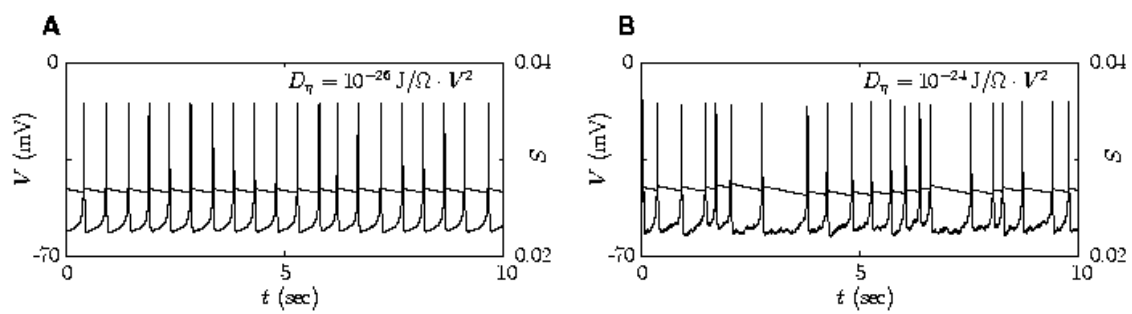 A
B
0
0.04
D_η = 10^-26 J/Ω · V^2
V (mV)
S
-70
0.02
0
5
10
t (sec)
0
0.04
D_η = 10^-24 J/Ω · V^2
V (mV)
S
-70
0.02
0
5
10
t (sec)